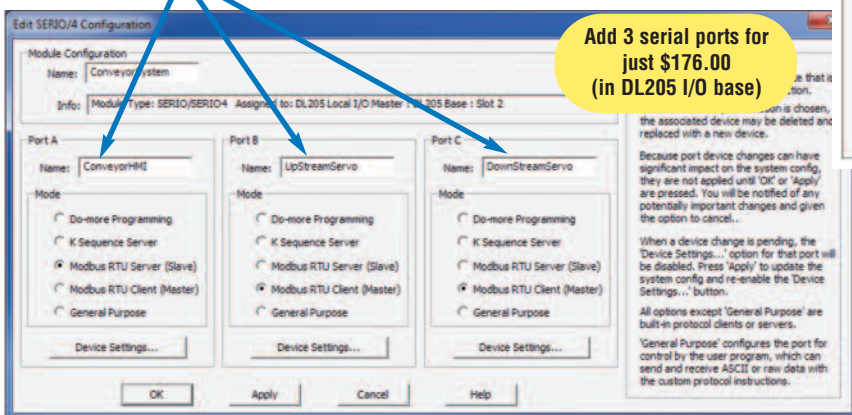 Edit SERIO/4 Configuration
Add 3 serial ports for
just $176.00
(in DL205 I/O base)
Module Configuration
Name: ConveyorSystem
Info: Module Type: SERIO/SERIO4 Assigned to: DL205 Local I/O Master : DL205 Base : Slot 2
Port A
Name: ConveyorHMI
Mode
Do-more Programming
K Sequence Server
Modbus RTU Server (Slave)
Modbus RTU Client (Master)
General Purpose
Device Settings...
Port B
Name: UpStreamServo
Mode
Do-more Programming
K Sequence Server
Modbus RTU Server (Slave)
Modbus RTU Client (Master)
General Purpose
Device Settings...
Port C
Name: DownStreamServo
Mode
Do-more Programming
K Sequence Server
Modbus RTU Server (Slave)
Modbus RTU Client (Master)
General Purpose
Device Settings...
OK Apply Cancel Help
that is
is chosen,
the associated device may be deleted and
replaced with a new device.
Because port device changes can have
significant impact on the system config,
they are not applied until 'OK' or 'Apply'
are pressed. You will be notified of any
potentially important changes and given
the option to cancel..
When a device change is pending, the
'Device Settings...' option for that port will
be disabled. Press 'Apply' to update the
system config and re-enable the 'Device
Settings...' button.
All options except 'General Purpose' are
built-in protocol clients or servers.
'General Purpose' configures the port for
control by the user program, which can
send and receive ASCII or raw data with
the custom protocol instructions.